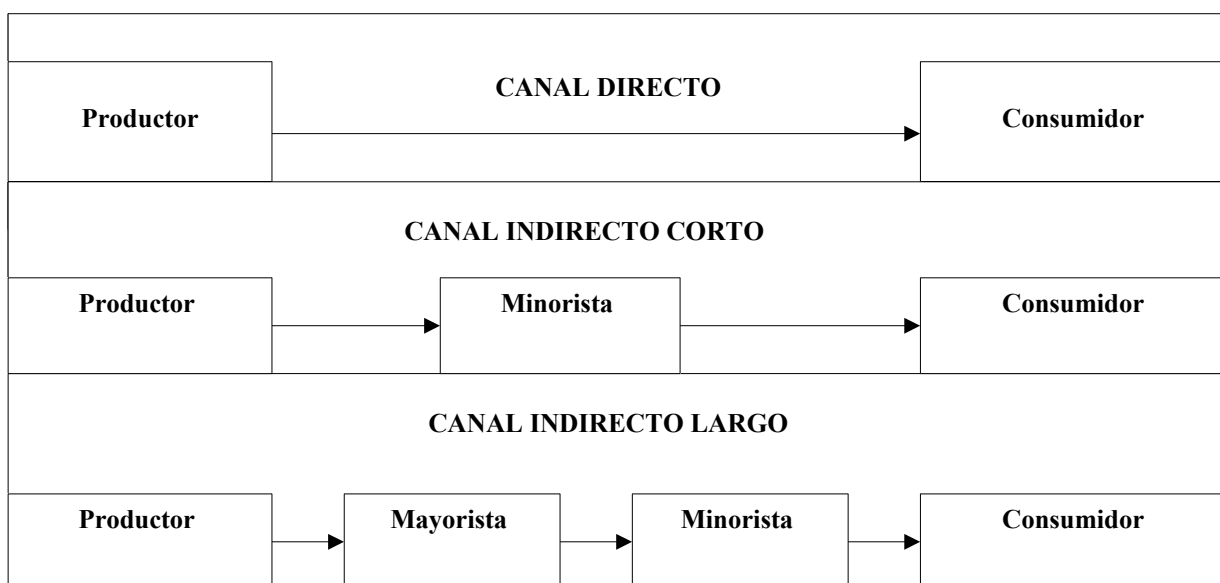 CANAL DIRECTO
Productor
Consumidor
CANAL INDIRECTO CORTO
Productor
Minorista
Consumidor
CANAL INDIRECTO LARGO
Productor
Mayorista
Minorista
Consumidor